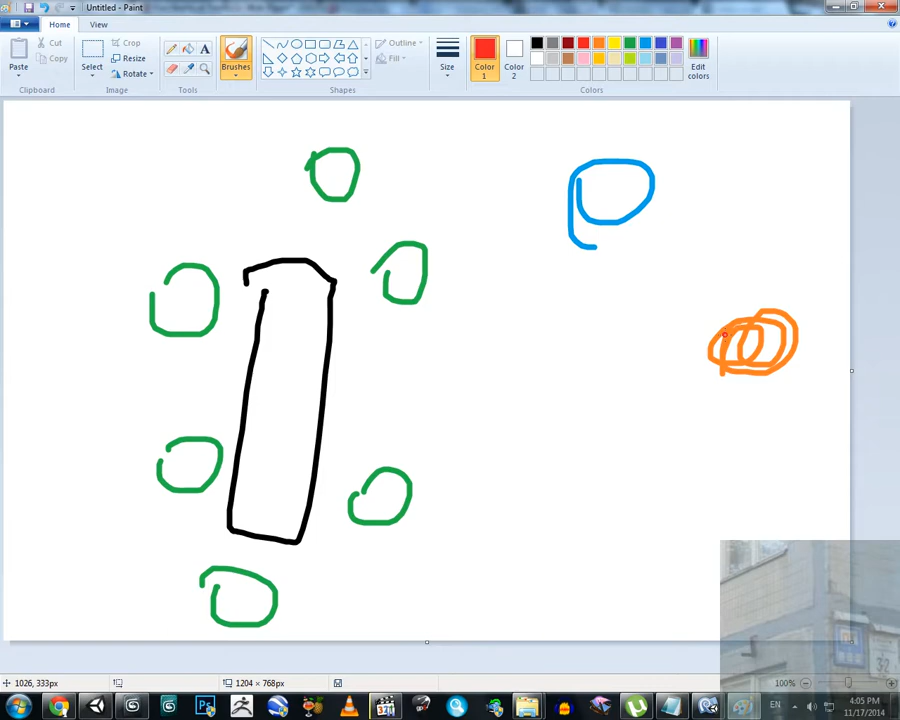 Untitled - Paint
Home View
Paste
Cut
Copy
Clipboard
Select
Crop
Resize
Rotate
Image
A
Tools
Brushes
Outline
Fill
Shapes
Size
Color 1
Color 2
Edit colors
Colors
32
1026, 333px
1204 × 768px
100%
EN
4:05 PM
11/17/2014